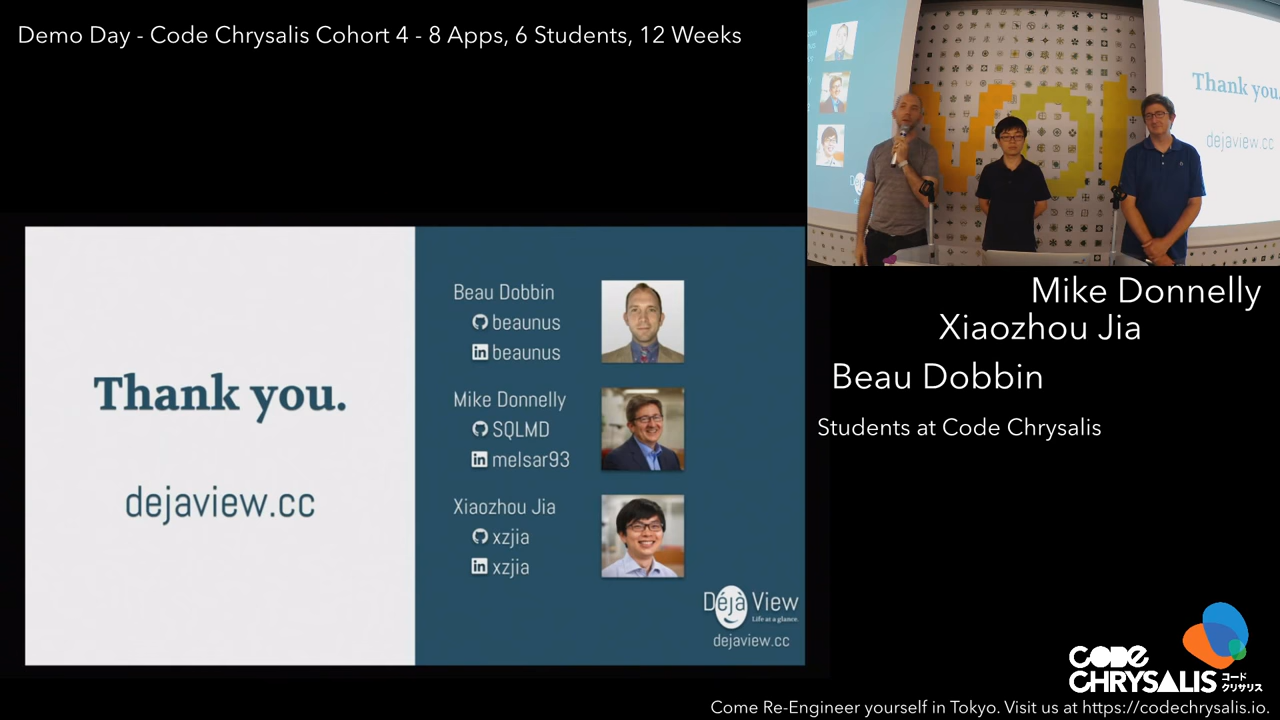 Demo Day - Code Chrysalis Cohort 4 - 8 Apps, 6 Students, 12 Weeks
Thank you.
dejaview.cc
Thank you.
dejaview.cc
Beau Dobbin
beaunus
in beaunus
Mike Donnelly
SQLMD
in melsar93
Xiaozhou Jia
xzjia
in xzjia
Déjà View
Life at a glance.
dejaview.cc
Mike Donnelly
Xiaozhou Jia
Beau Dobbin
Students at Code Chrysalis
CODE
CHRYSALIS
コード
クリサリス
Come Re-Engineer yourself in Tokyo. Visit us at https://codechrysalis.io.